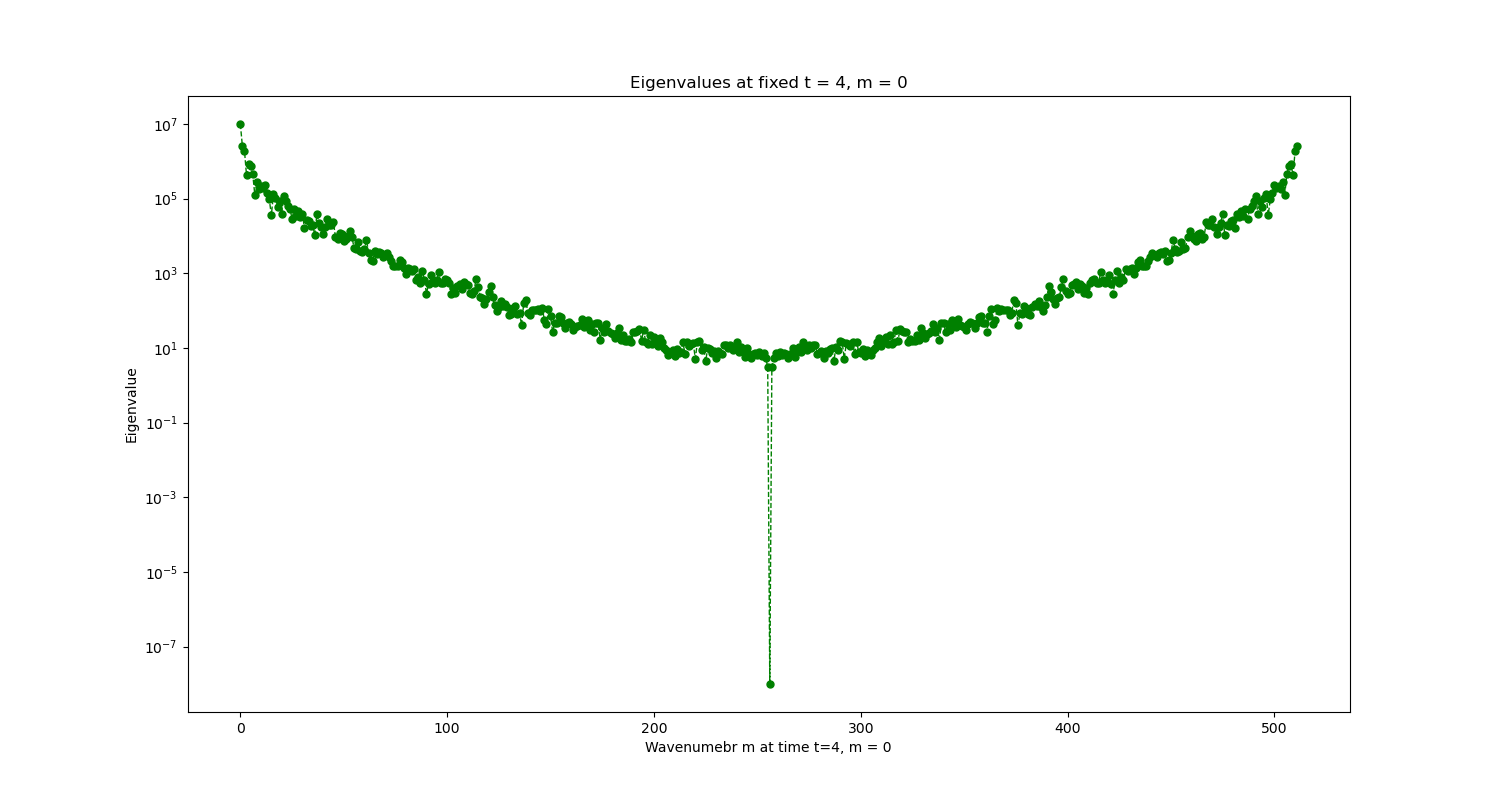 Eigenvalues at fixed t = 4, m = 0
10^7
10^5
10^3
10^1
10^−1
10^−3
10^−5
10^−7
Eigenvalue
0 100 200 300 400 500
Wavenumebr m at time t=4, m = 0